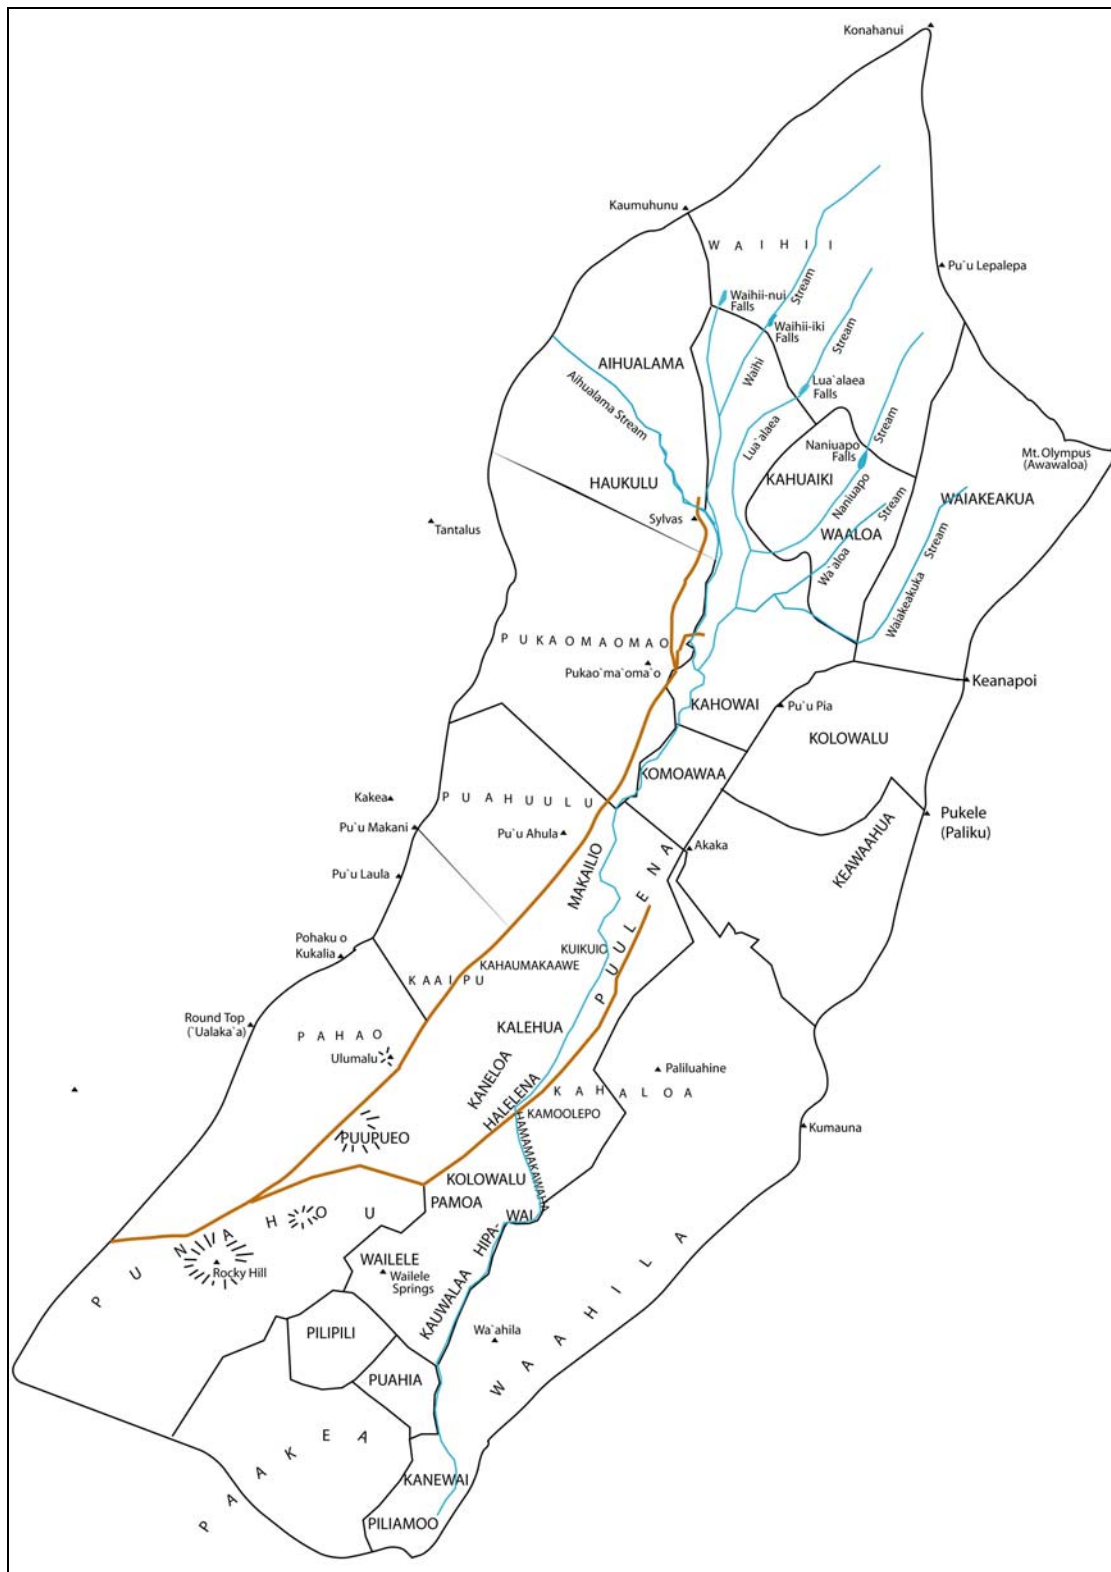 Konahanui
Kaumuhunu
W A I H I I
Pu`u Lepalepa
Waihii-nui
Falls
Stream
Waihii-iki
Falls
Stream
Waihi
AIHUALAMA
Aihualama Stream
Lua`alaea
Falls
Lua`alaea
Stream
Naniuapo
Falls
Mt. Olympus
(Awawaloa)
KAHUAIKI
HAUKULU
Naniuapo
Stream
WAIAKEAKUA
Sylvas
Tantalus
WAALOA
Wa`aloa
Stream
Waiakeakuka
P U K A O M A O M A O
Pukao`ma`oma`o
Keanapoi
KAHOWAI
Pu`u Pia
KOLOWALU
KOMOAWAA
Kakea
P U A H U U L U
Pu`u Makani
Pu`u Ahula
Pukele
(Paliku)
Akaka
KEAWAAHUA
MAKAILIO
Pu`u Laula
P U U L E N A
Pohaku o
Kukalia
KUIKUIO
KAHAUMAKAAWE
K A A I P U
Round Top
(`Ualaka`a)
P A H A O
KALEHUA
Ulumalu
KANELOA
HALELENA
Paliluahine
K A H A L O A
KAMOOLEPO
HAMAMAKAWAHA
Kumauna
PUUPUEO
KOLOWALU
PAMOA
P U N A H O U
WAI
HIPA-
WAILELE
Wailele
Springs
Rocky Hill
KAUWALAA
Wa`ahila
W A A H I L A
PILIPILI
PUAHIA
P A A K E A
KANEWAI
PILIAMOO